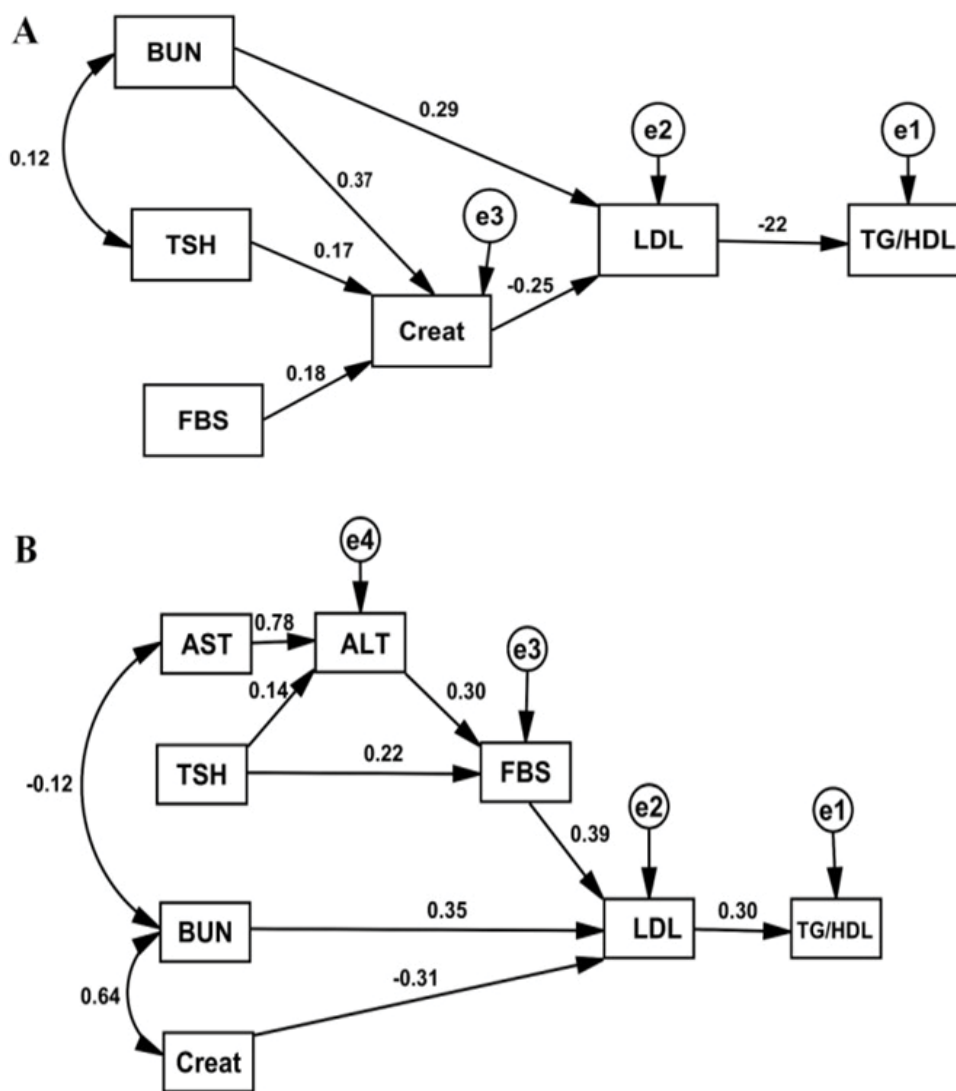 A
BUN
0.29
e2
e1
0.12
0.37
e3
TSH
0.17
LDL
-22
TG/HDL
-0.25
Creat
0.18
FBS
B
e4
AST
0.78
ALT
e3
0.14
0.30
TSH
0.22
FBS
-0.12
e2
e1
0.39
BUN
0.35
LDL
0.30
TG/HDL
0.64
-0.31
Creat